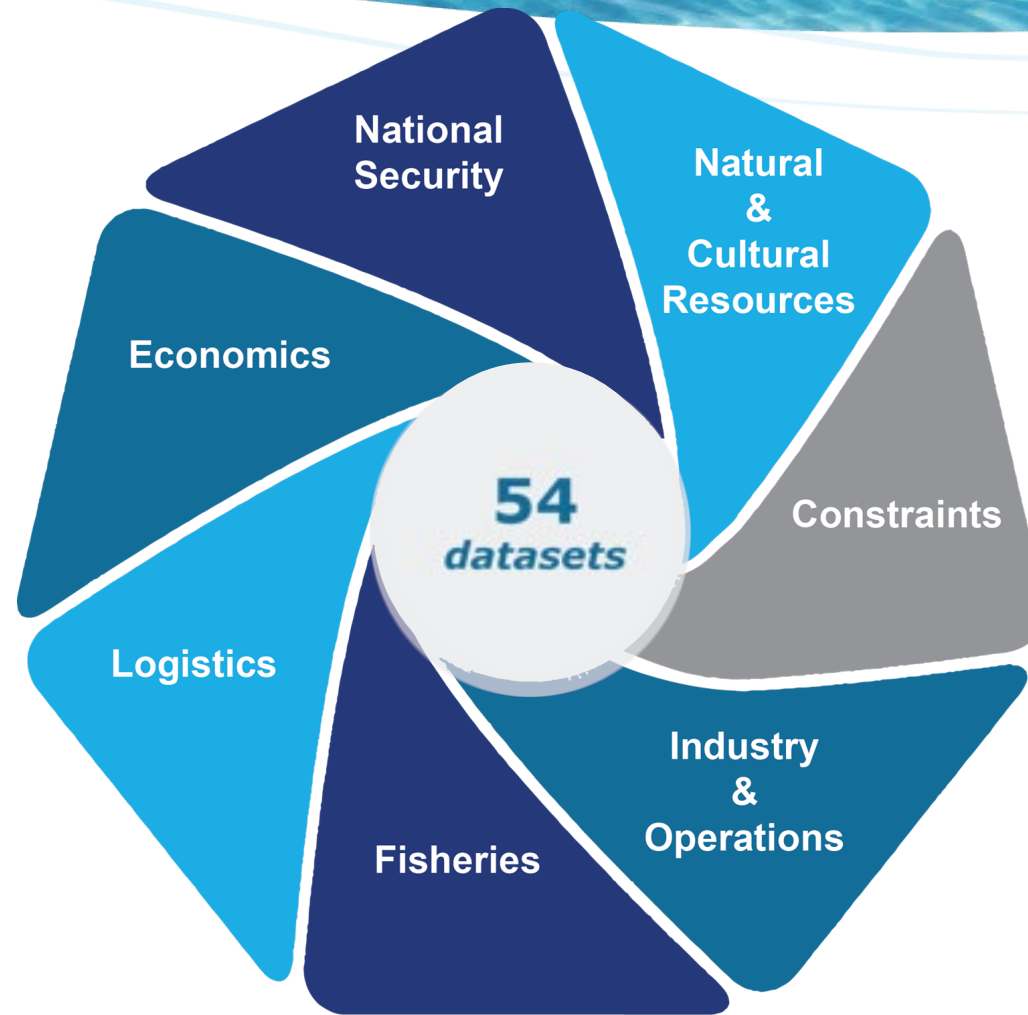 National
Security
Natural
&
Cultural
Resources
Economics
54
datasets
Constraints
Logistics
Industry
&
Operations
Fisheries